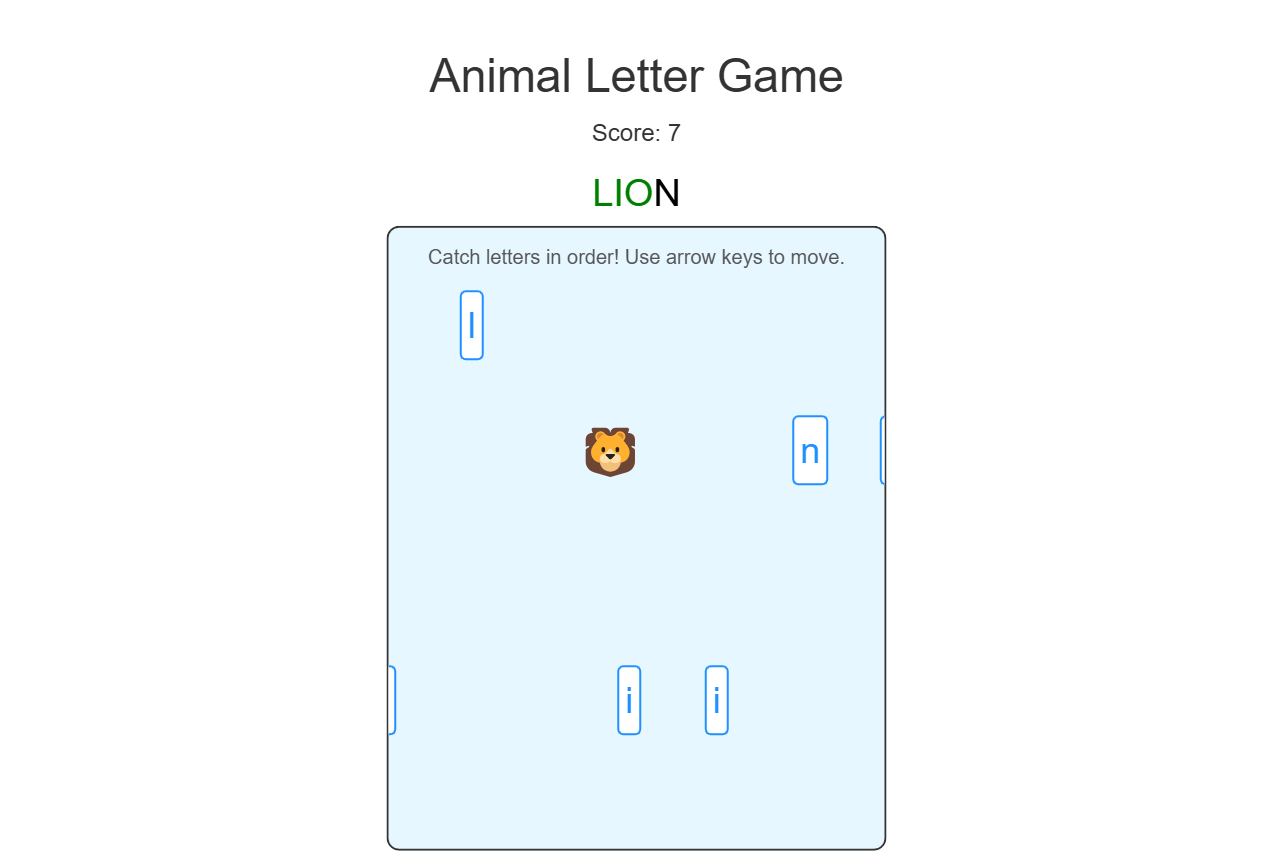 Animal Letter Game
Score: 7
LION
Catch letters in order! Use arrow keys to move.
l
n
i i